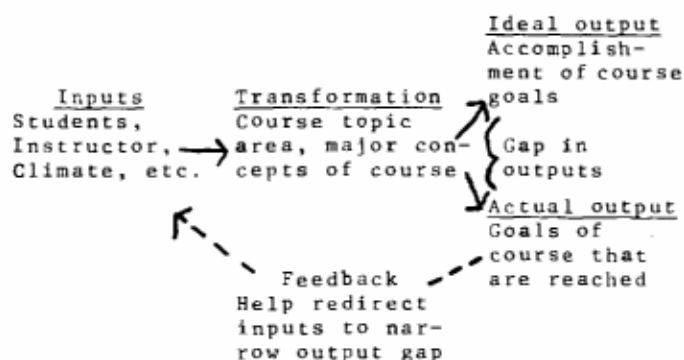 Inputs
Students,
Instructor,
Climate, etc.
Transformation
Course topic
area, major con-
cepts of course
Ideal output
Accomplish-
ment of course
goals
Gap in
outputs
Actual output
Goals of
course that
are reached
Feedback
Help redirect
inputs to nar-
row output gap